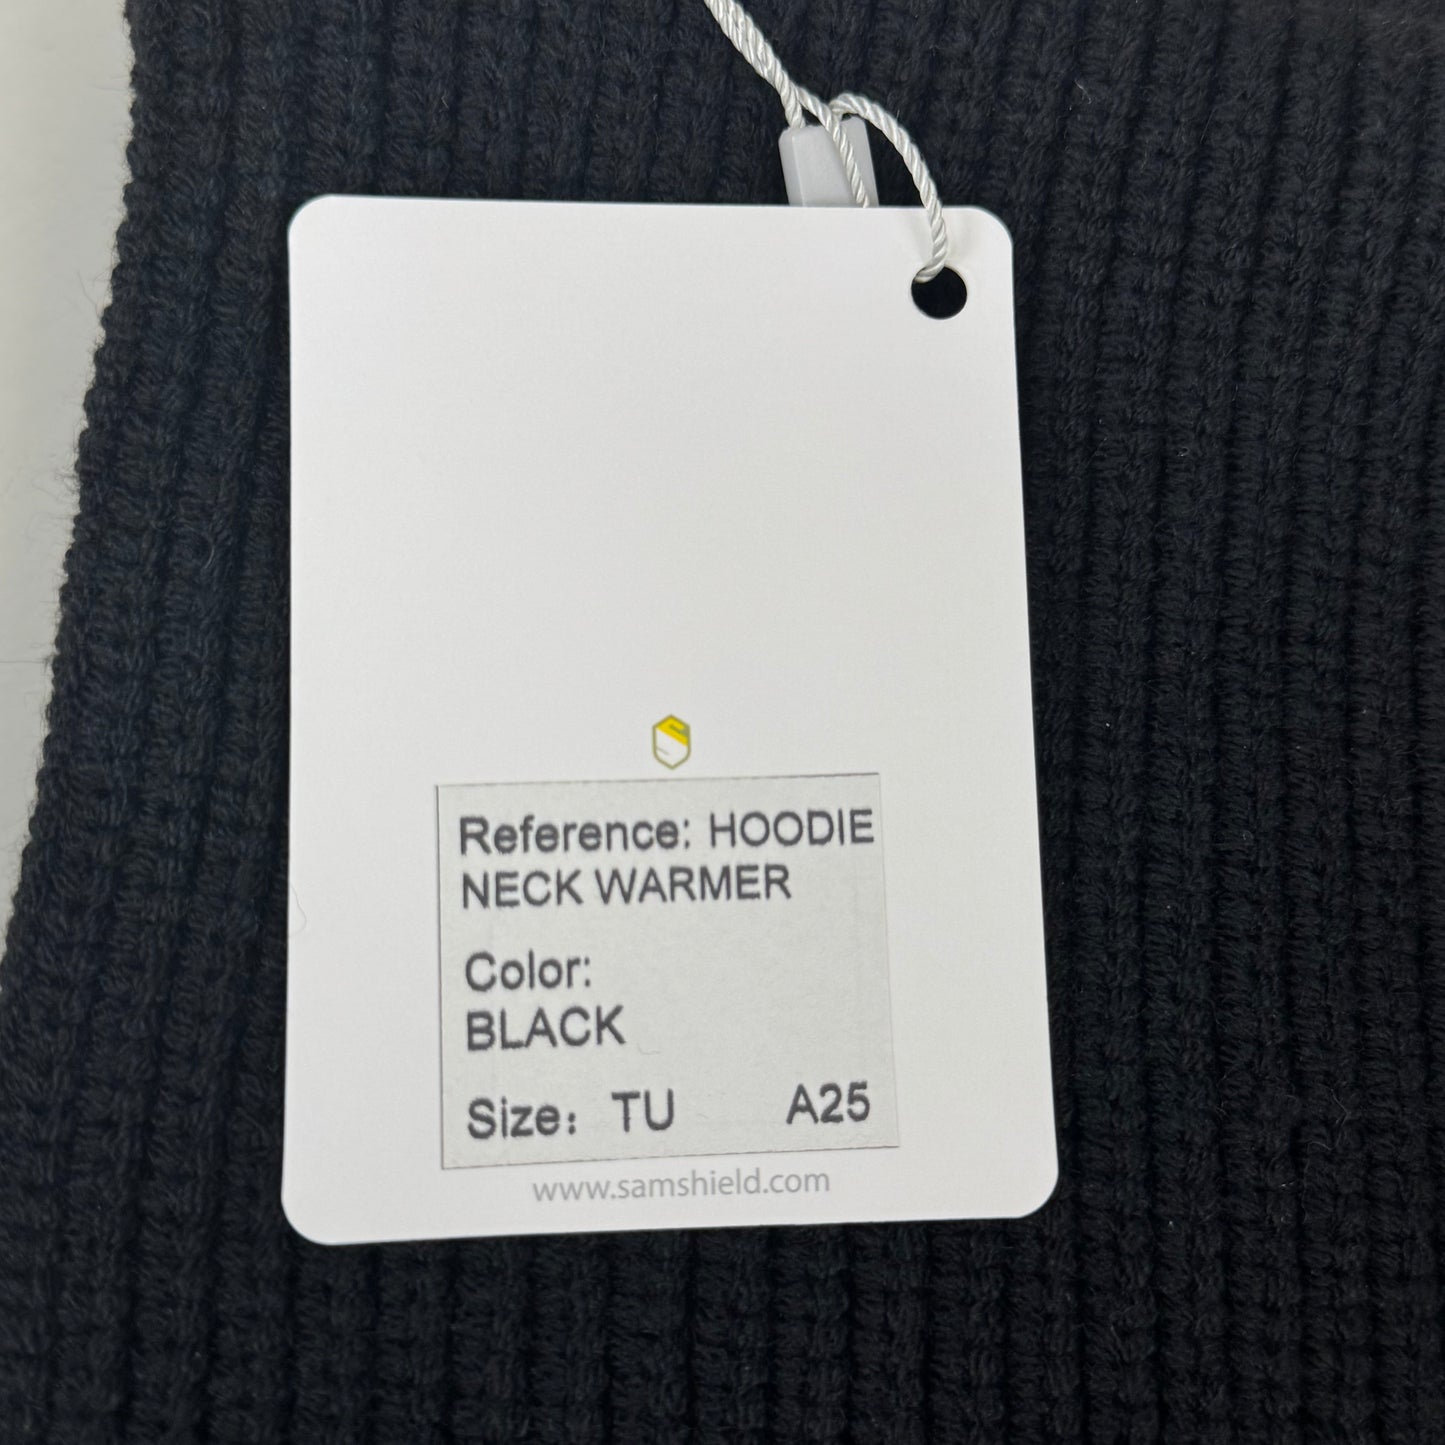 Reference: HOODIE
NECK WARMER
Color:
BLACK
Size: TU A25
www.samshield.com